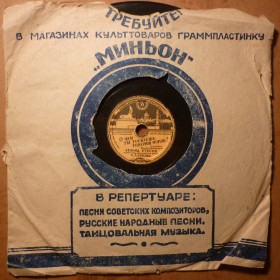 ТРЕБУЙТЕ
В МАГАЗИНАХ КУЛЬТТОВАРОВ ГРАММПЛАСТИНКУ
„МИНЬОН“
В РЕПЕРТУАРЕ:
ПЕСНИ СОВЕТСКИХ КОМПОЗИТОРОВ,
РУССКИЕ НАРОДНЫЕ ПЕСНИ,
ТАНЦОВАЛЬНАЯ МУЗЫКА.